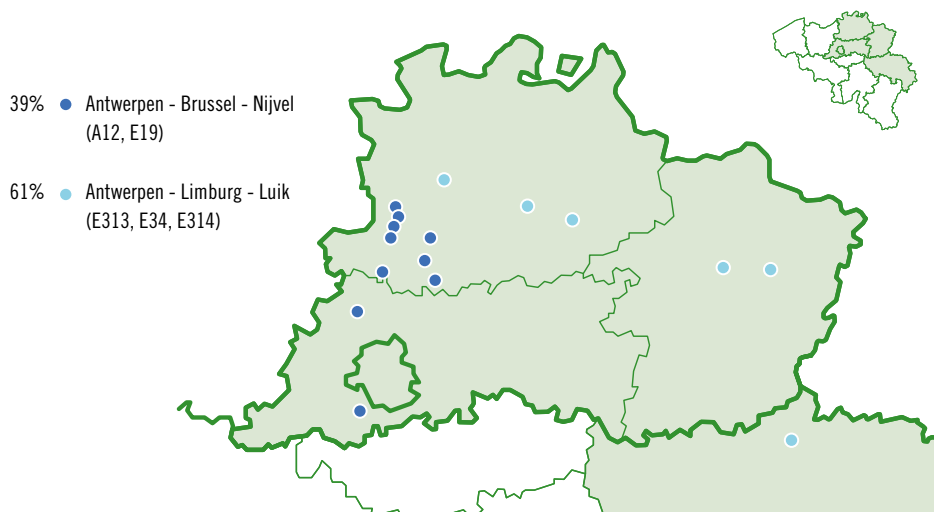 39% Antwerpen - Brussel - Nijvel
(A12, E19)
61% Antwerpen - Limburg - Luik
(E313, E34, E314)